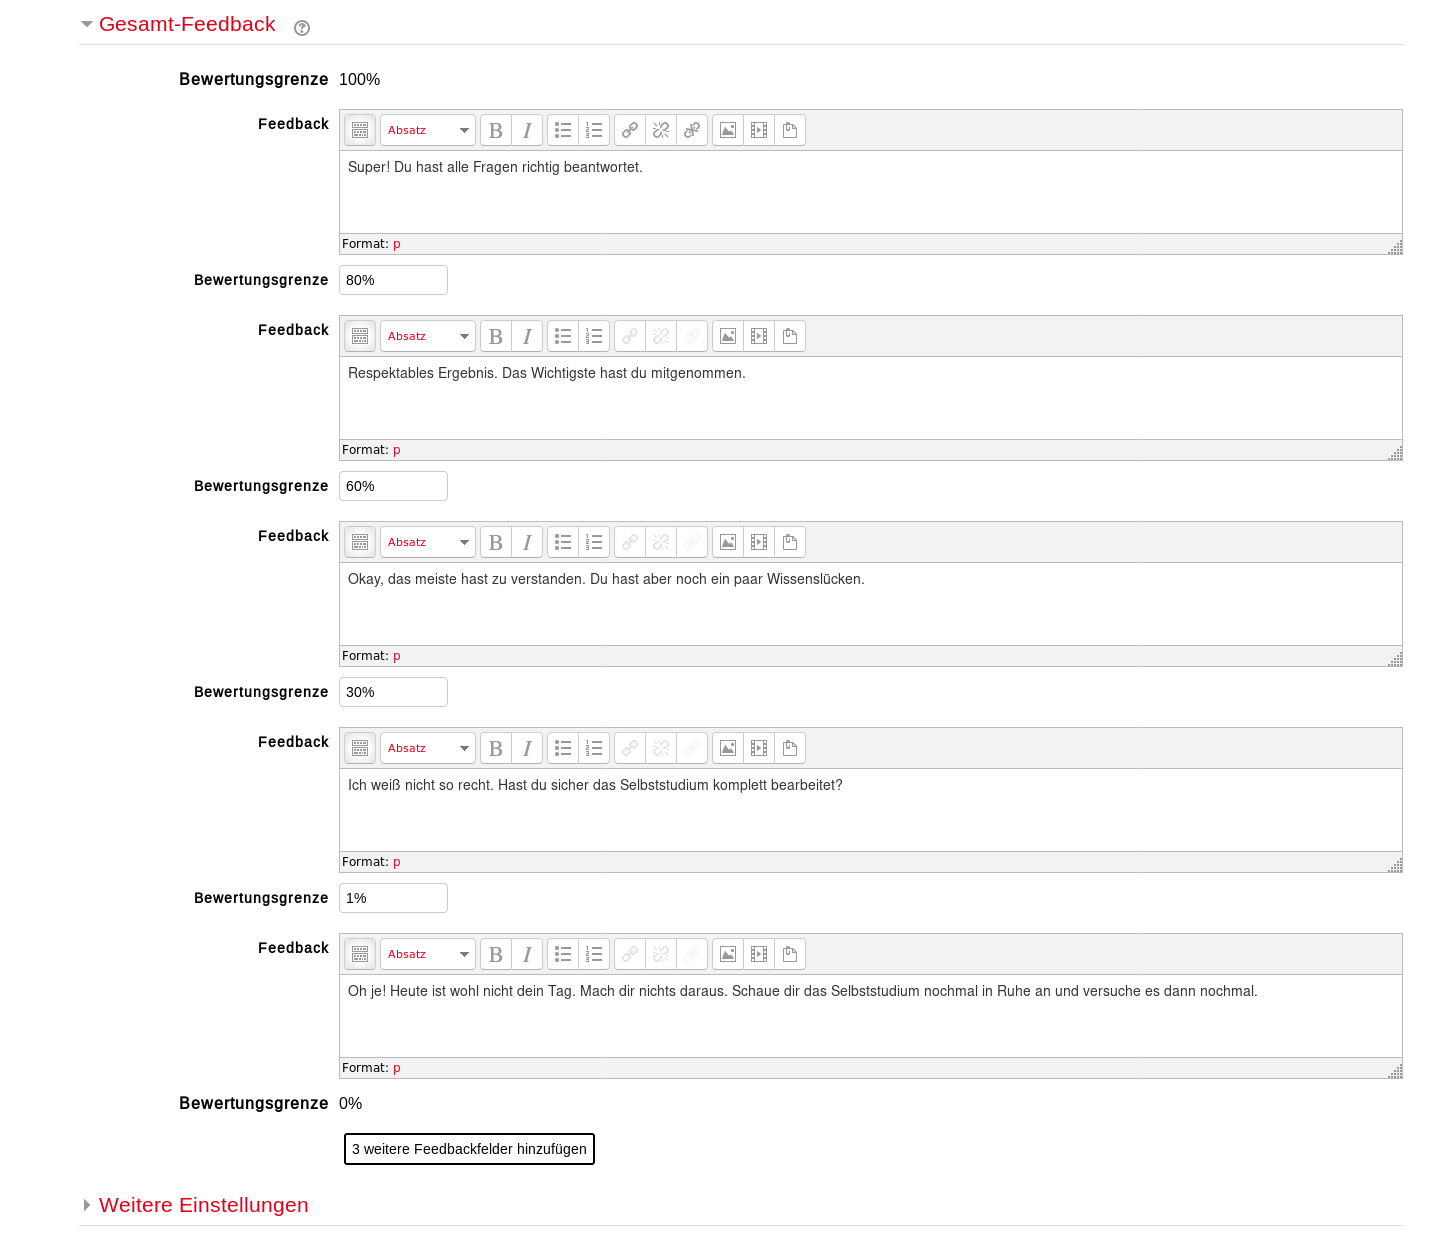 Gesamt-Feedback
Bewertungsgrenze 100%
Feedback Absatz B I
Super! Du hast alle Fragen richtig beantwortet.
Format: p
Bewertungsgrenze 80%
Feedback Absatz B I
Respektables Ergebnis. Das Wichtigste hast du mitgenommen.
Format: p
Bewertungsgrenze 60%
Feedback Absatz B I
Okay, das meiste hast zu verstanden. Du hast aber noch ein paar Wissenslücken.
Format: p
Bewertungsgrenze 30%
Feedback Absatz B I
Ich weiß nicht so recht. Hast du sicher das Selbststudium komplett bearbeitet?
Format: p
Bewertungsgrenze 1%
Feedback Absatz B I
Oh je! Heute ist wohl nicht dein Tag. Mach dir nichts daraus. Schaue dir das Selbststudium nochmal in Ruhe an und versuche es dann nochmal.
Format: p
Bewertungsgrenze 0%
3 weitere Feedbackfelder hinzufügen
Weitere Einstellungen